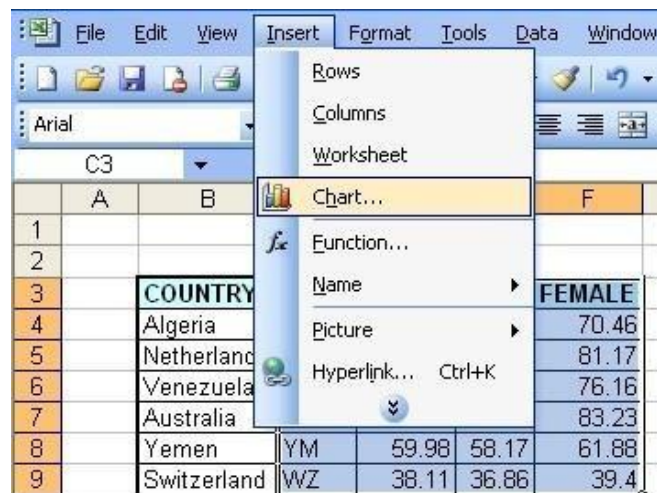 File Edit View Insert Format Tools Data Window
Arial
C3
Rows
Columns
Worksheet
Chart...
Function...
Name
Picture
Hyperlink... Ctrl+K
A B F
1
2
3 COUNTRY FEMALE
4 Algeria 70.46
5 Netherland 81.17
6 Venezuela 76.16
7 Australia 83.23
8 Yemen YM 59.98 58.17 61.88
9 Switzerland WZ 38.11 36.86 39.4